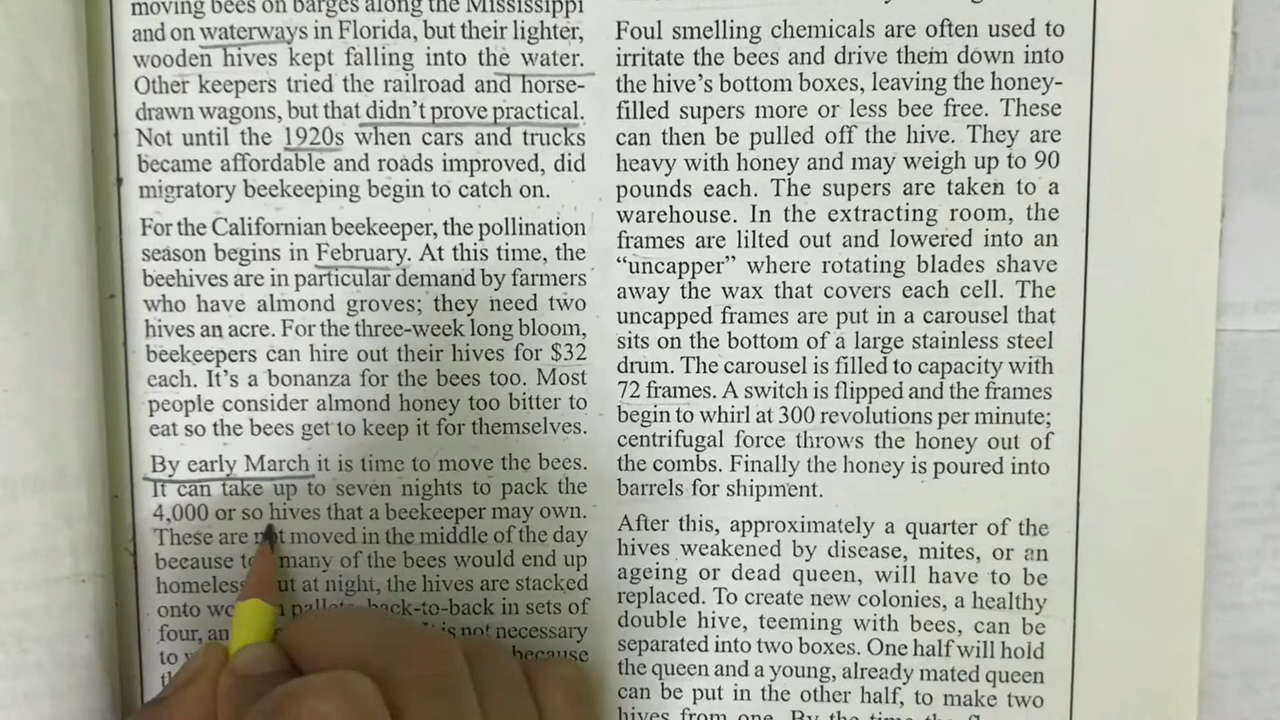 moving bees on barges along the Mississippi
and on waterways in Florida, but their lighter,
wooden hives kept falling into the water.
Other keepers tried the railroad and horse-
drawn wagons, but that didn't prove practical.
Not until the 1920s when cars and trucks
became affordable and roads improved, did
migratory beekeeping begin to catch on.
For the Californian beekeeper, the pollination
season begins in February. At this time, the
beehives are in particular demand by farmers
who have almond groves; they need two
hives an acre. For the three-week long bloom,
beekeepers can hire out their hives for $32
each. It's a bonanza for the bees too. Most
people consider almond honey too bitter to
eat so the bees get to keep it for themselves.
By early March it is time to move the bees.
It can take up to seven nights to pack the
4,000 or so hives that a beekeeper may own.
These are not moved in the middle of the day
because many of the bees would end up
at night, the hives are stacked
onto pallets, back-to-back in sets of
four, is not necessary
to because
Foul smelling chemicals are often used to
irritate the bees and drive them down into
the hive's bottom boxes, leaving the honey-
filled supers more or less bee free. These
can then be pulled off the hive. They are
heavy with honey and may weigh up to 90
pounds each. The supers are taken to a
warehouse. In the extracting room, the
frames are lilted out and lowered into an
"uncapper" where rotating blades shave
away the wax that covers each cell. The
uncapped frames are put in a carousel that
sits on the bottom of a large stainless steel
drum. The carousel is filled to capacity with
72 frames. A switch is flipped and the frames
begin to whirl at 300 revolutions per minute;
centrifugal force throws the honey out of
the combs. Finally the honey is poured into
barrels for shipment.
After this, approximately a quarter of the
hives weakened by disease, mites, or an
ageing or dead queen, will have to be
replaced. To create new colonies, a healthy
double hive, teeming with bees, can be
separated into two boxes. One half will hold
the queen and a young, already mated queen
can be put in the other half, to make two
hives from one. By the time the